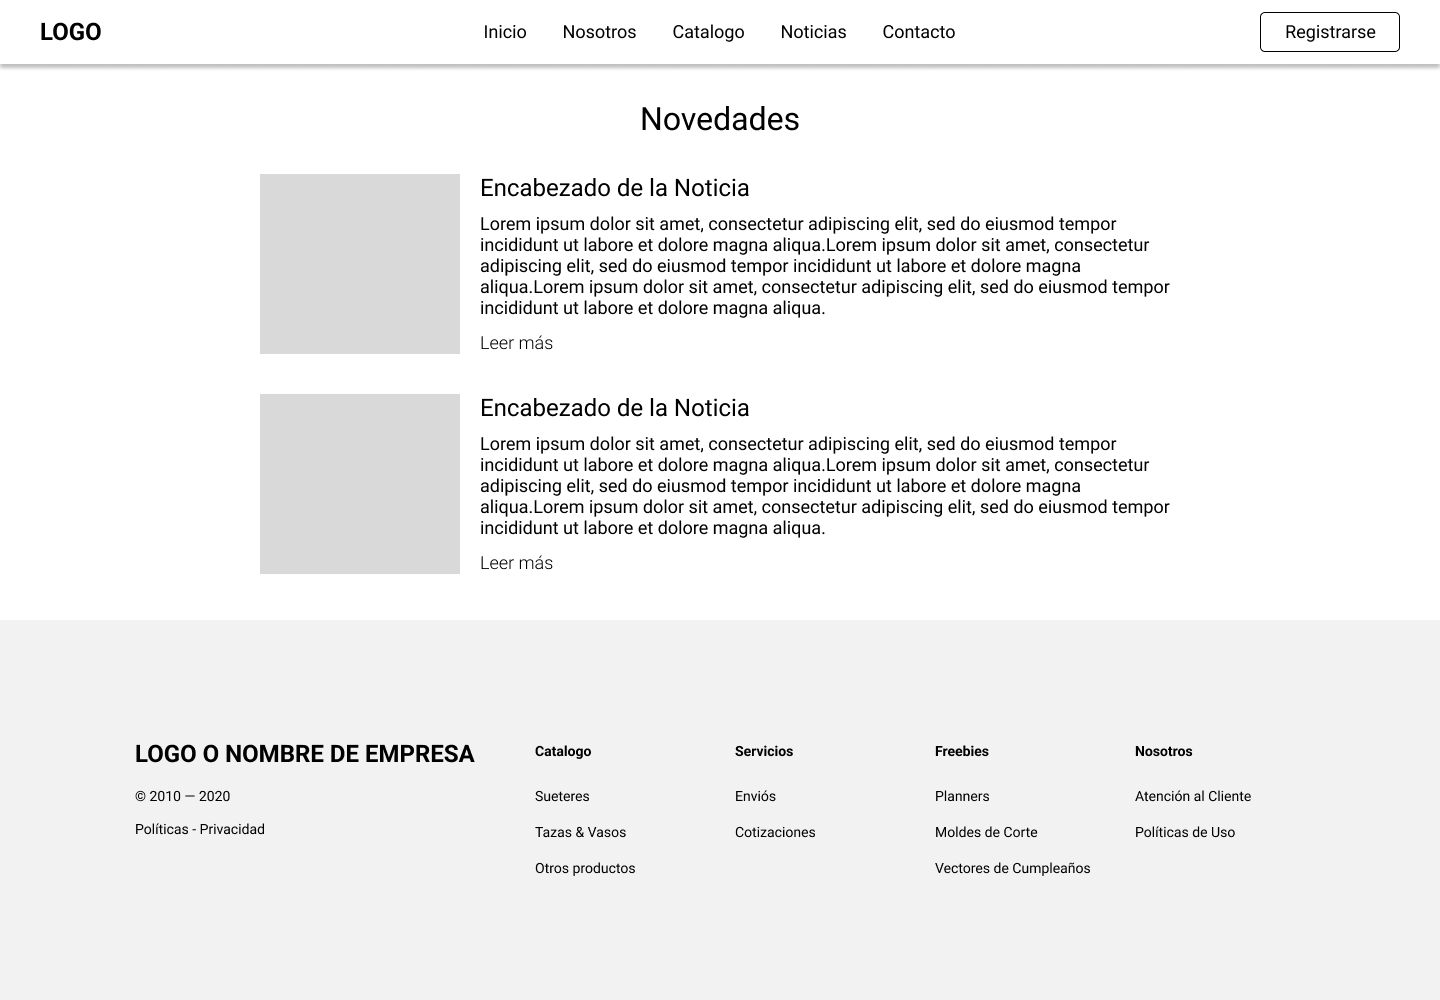 LOGO
Inicio Nosotros Catalogo Noticias Contacto
Registrarse
Novedades
Encabezado de la Noticia
Lorem ipsum dolor sit amet, consectetur adipiscing elit, sed do eiusmod tempor
incididunt ut labore et dolore magna aliqua.Lorem ipsum dolor sit amet, consectetur
adipiscing elit, sed do eiusmod tempor incididunt ut labore et dolore magna
aliqua.Lorem ipsum dolor sit amet, consectetur adipiscing elit, sed do eiusmod tempor
incididunt ut labore et dolore magna aliqua.
Leer más
Encabezado de la Noticia
Lorem ipsum dolor sit amet, consectetur adipiscing elit, sed do eiusmod tempor
incididunt ut labore et dolore magna aliqua.Lorem ipsum dolor sit amet, consectetur
adipiscing elit, sed do eiusmod tempor incididunt ut labore et dolore magna
aliqua.Lorem ipsum dolor sit amet, consectetur adipiscing elit, sed do eiusmod tempor
incididunt ut labore et dolore magna aliqua.
Leer más
LOGO O NOMBRE DE EMPRESA
© 2010 — 2020
Políticas - Privacidad
Catalogo
Sueteres
Tazas & Vasos
Otros productos
Servicios
Enviós
Cotizaciones
Freebies
Planners
Moldes de Corte
Vectores de Cumpleaños
Nosotros
Atención al Cliente
Políticas de Uso